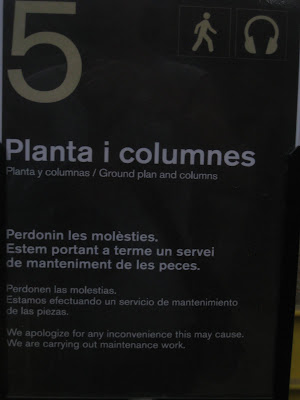 5
Planta i columnes
Planta y columnas / Ground plan and columns
Perdonin les molèsties.
Estem portant a terme un servei
de manteniment de les peces.
Perdonen las molestias.
Estamos efectuando un servicio de mantenimiento
de las piezas.
We apologize for any inconvenience this may cause.
We are carrying out maintenance work.